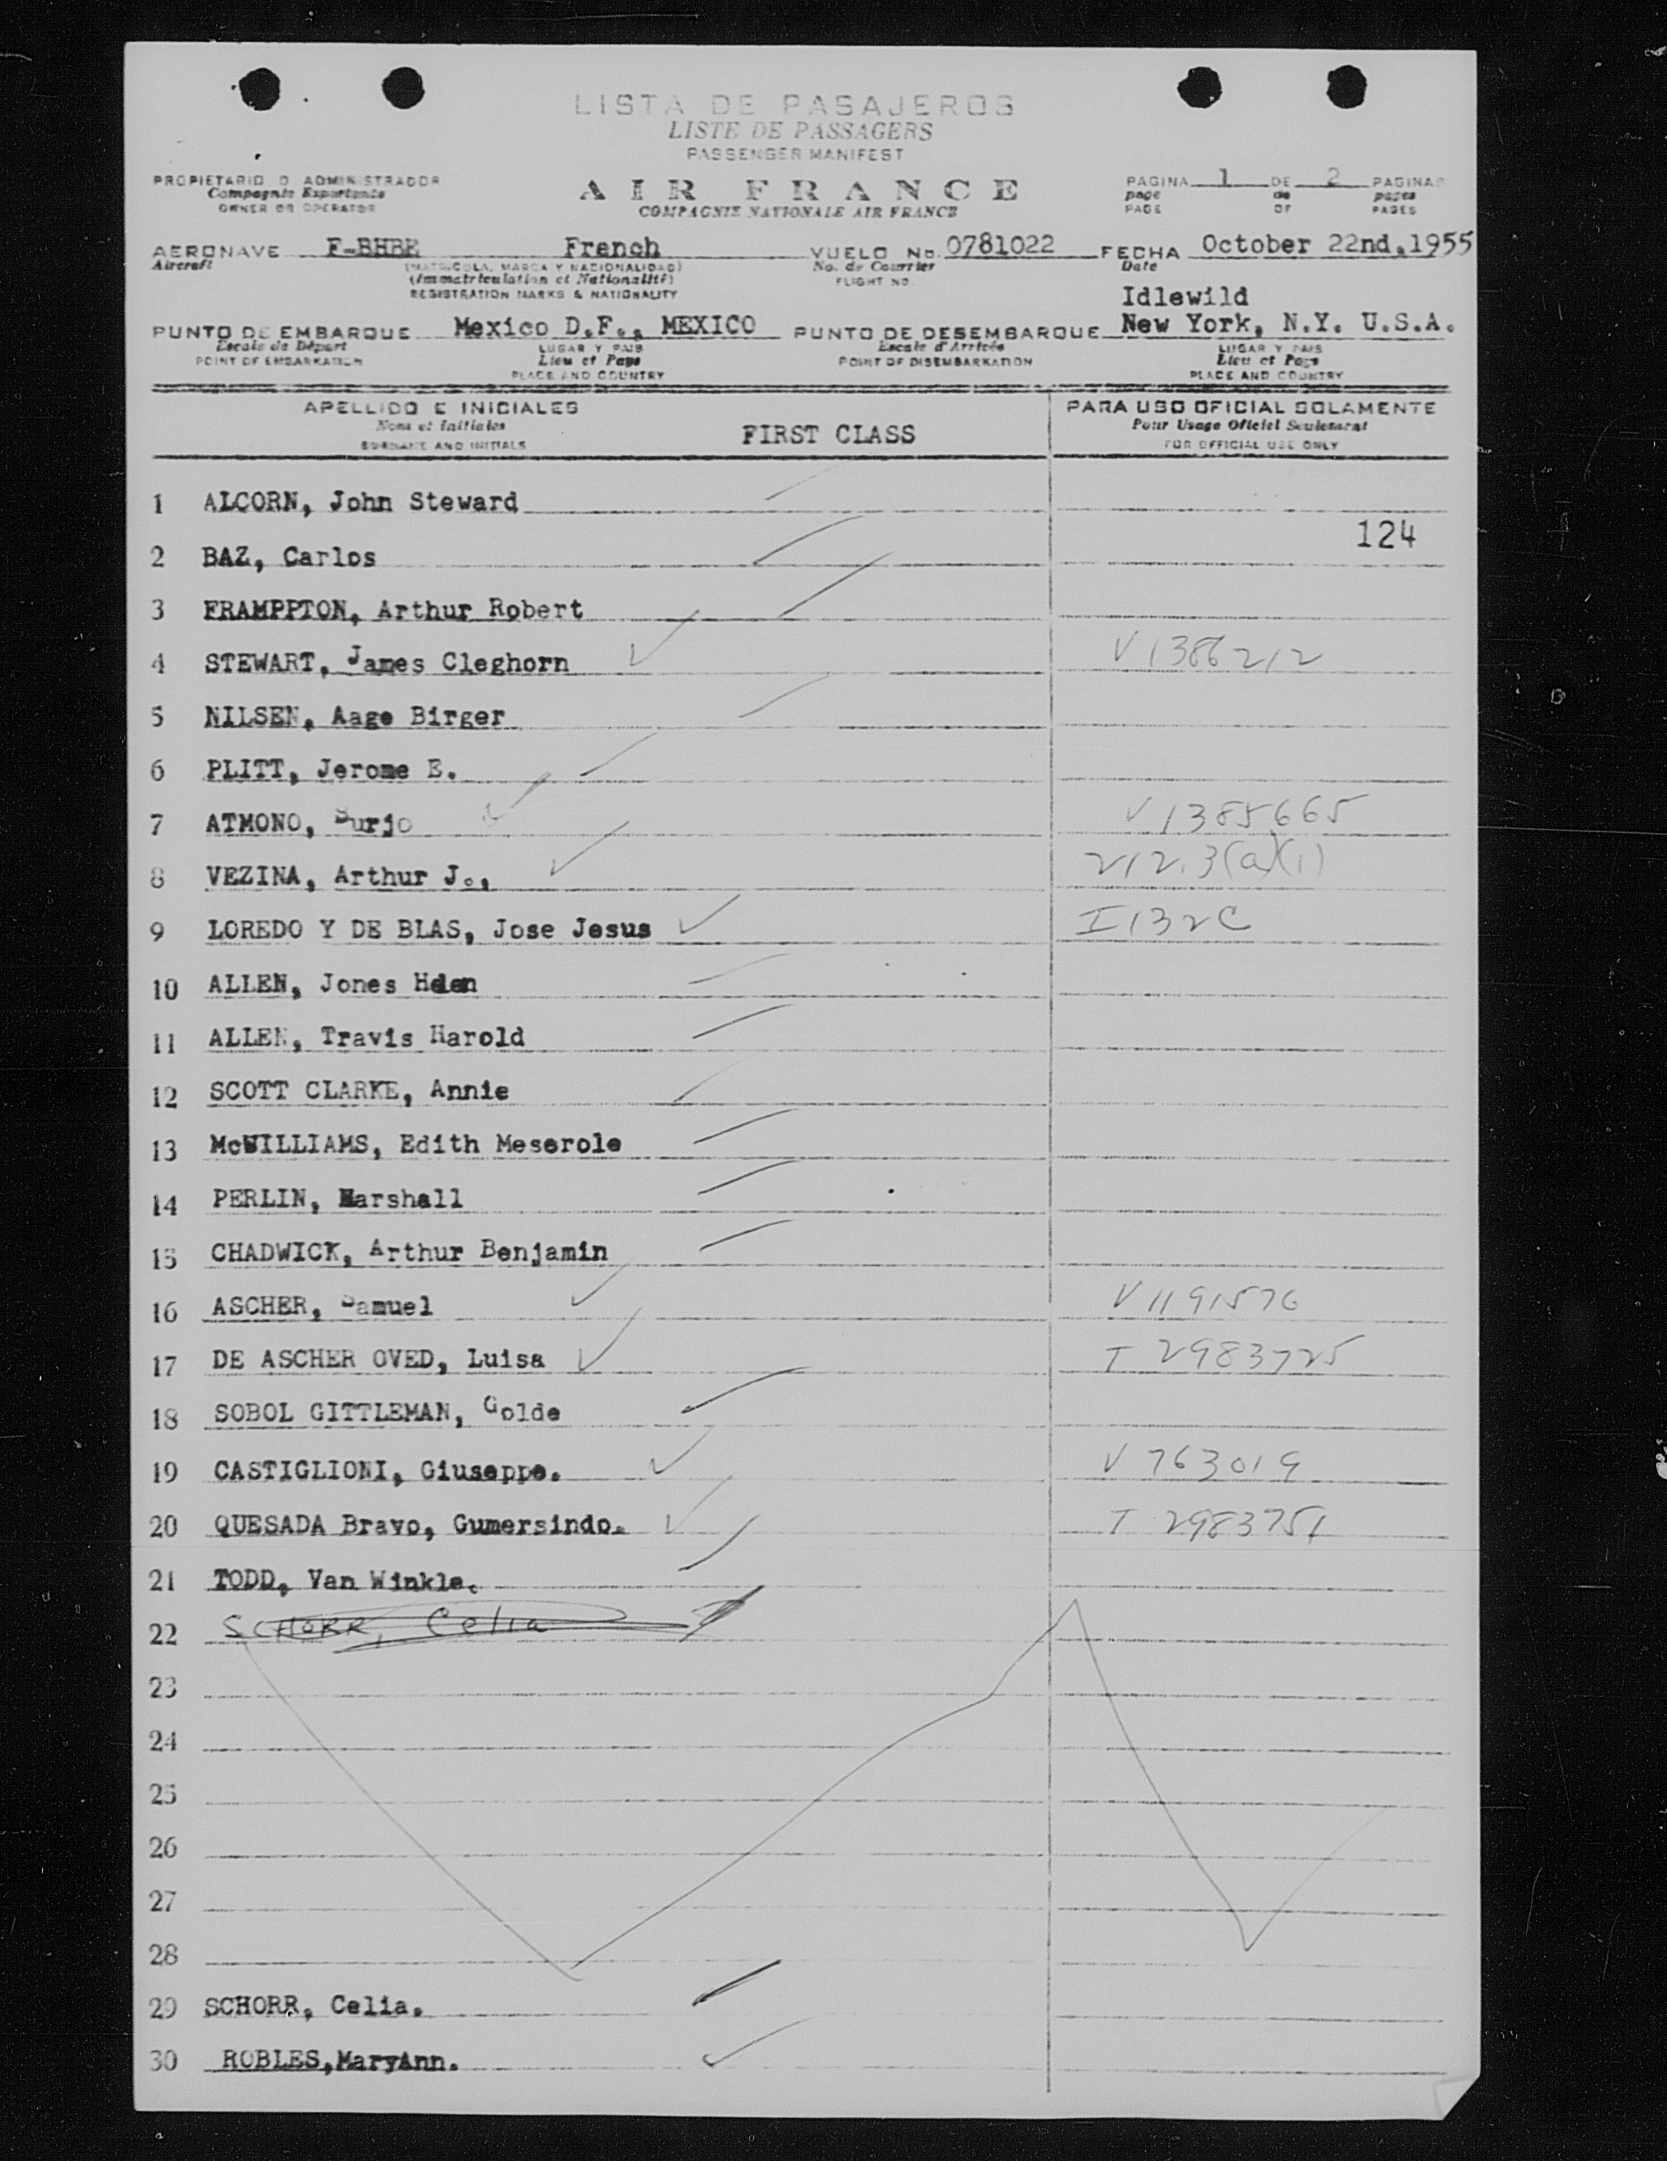 LISTA DE PASAJEROS
LISTE DE PASSAGERS
PASSENGER MANIFEST
PROPIETARIO O ADMINISTRADOR
Compagnie Exportante
OWNER OR OPERATOR
AIR FRANCE
COMPAGNIE NATIONALE AIR FRANCE
PAGINA 1 DE 2 PAGINAS
page de pages
PAGE OF PAGES
AERONAVE F-BHBE French VUELO No. 0781022 FECHA October 22nd, 1955
Aircraft (MATRICULA, MARCA Y NACIONALIDAD) No. de Courrier Date
(Immatriculation et Nationalité) FLIGHT NO.
REGISTRATION MARKS & NATIONALITY
Idlewild
PUNTO DE EMBARQUE Mexico D.F., MEXICO PUNTO DE DESEMBARQUE New York, N.Y. U.S.A.
Escale de Départ LUGAR Y PAIS Escale d'Arrivée LUGAR Y PAIS
POINT OF EMBARKATION Lieu et Pays POINT OF DISEMBARKATION Lieu et Pays
PLACE AND COUNTRY PLACE AND COUNTRY
APELLIDO E INICIALES PARA USO OFICIAL SOLAMENTE
Noms et Initiales FIRST CLASS Pour Usage Officiel Seulement
SURNAME AND INITIALS FOR OFFICIAL USE ONLY
1 ALCORN, John Steward
124
2 BAZ, Carlos
3 FRAMPPTON, Arthur Robert
4 STEWART, James Cleghorn V 1386212
5 NILSEN, Aage Birger
6 PLITT, Jerome E.
7 ATMONO, Surjo V 1385665
8 VEZINA, Arthur J., 212.3(a)(1)
9 LOREDO Y DE BLAS, Jose Jesus I 132C
10 ALLEN, Jones Helen
11 ALLEN, Travis Harold
12 SCOTT CLARKE, Annie
13 McWILLIAMS, Edith Meserole
14 PERLIN, Marshall
15 CHADWICK, Arthur Benjamin
16 ASCHER, Samuel V 1191576
17 DE ASCHER OVED, Luisa T 2983725
18 SOBOL GITTLEMAN, Golde
19 CASTIGLIONI, Giuseppe. V 763019
20 QUESADA Bravo, Gumersindo. T 2983751
21 TODD, Van Winkle.
22 SCHORR, Celia
23
24
25
26
27
28
29 SCHORR, Celia.
30 ROBLES,MaryAnn.